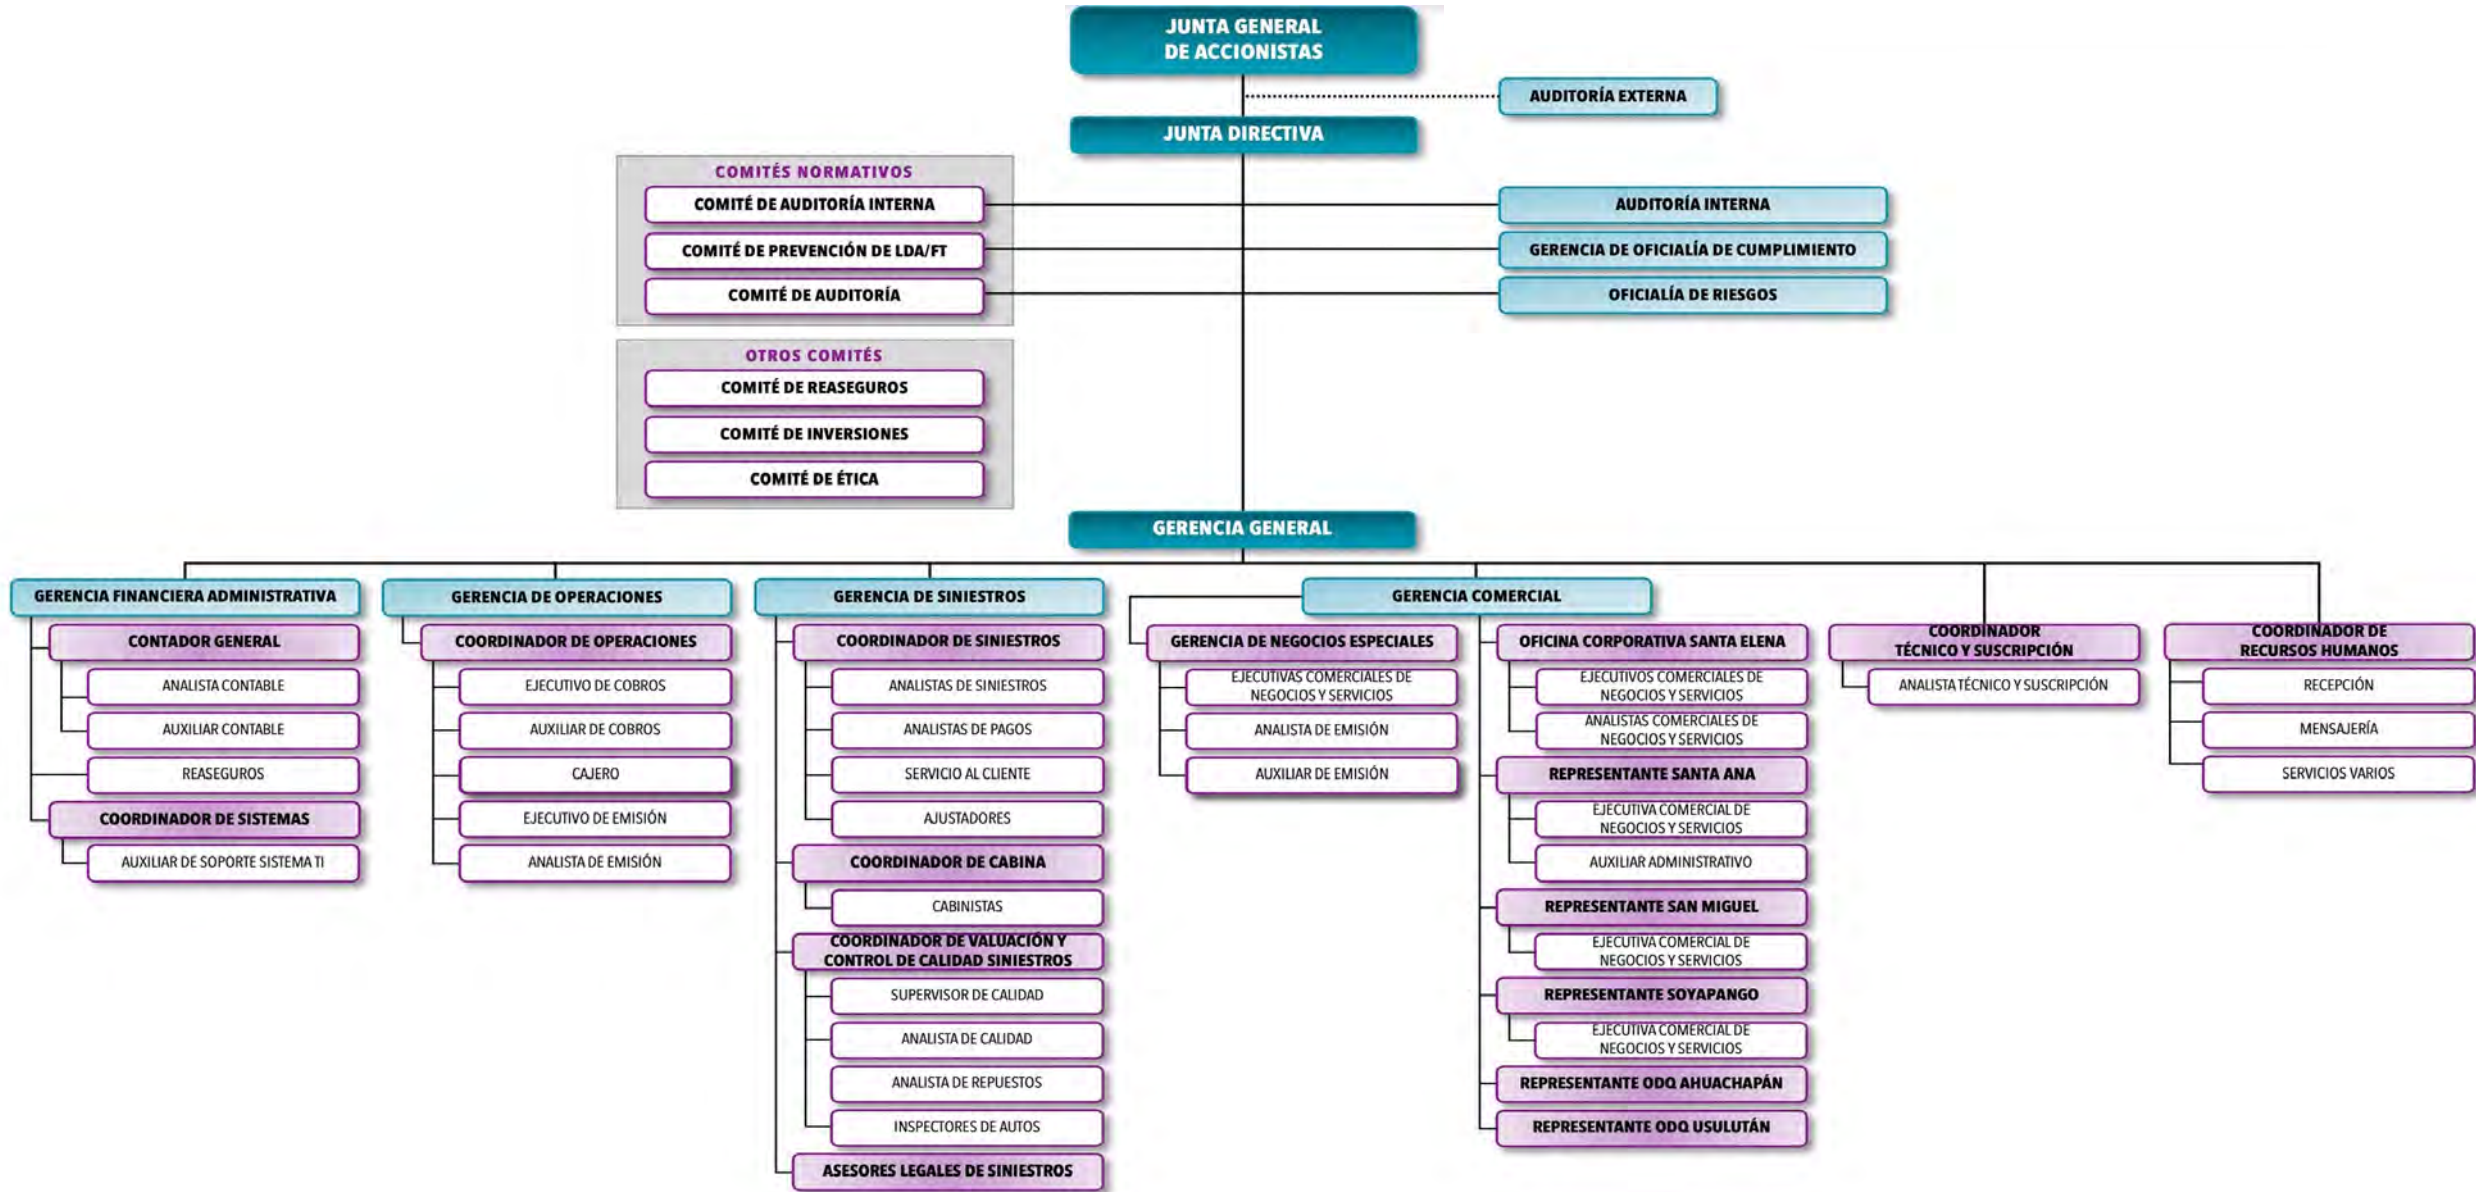 JUNTA GENERAL
DE ACCIONISTAS
AUDITORÍA EXTERNA
JUNTA DIRECTIVA
COMITÉS NORMATIVOS
COMITÉ DE AUDITORÍA INTERNA
COMITÉ DE PREVENCIÓN DE LDA/FT
COMITÉ DE AUDITORÍA
AUDITORÍA INTERNA
GERENCIA DE OFICIALÍA DE CUMPLIMIENTO
OFICIALÍA DE RIESGOS
OTROS COMITÉS
COMITÉ DE REASEGUROS
COMITÉ DE INVERSIONES
COMITÉ DE ÉTICA
GERENCIA GENERAL
GERENCIA FINANCIERA ADMINISTRATIVA
CONTADOR GENERAL
ANALISTA CONTABLE
AUXILIAR CONTABLE
REASEGUROS
COORDINADOR DE SISTEMAS
AUXILIAR DE SOPORTE SISTEMA TI
GERENCIA DE OPERACIONES
COORDINADOR DE OPERACIONES
EJECUTIVO DE COBROS
AUXILIAR DE COBROS
CAJERO
EJECUTIVO DE EMISIÓN
ANALISTA DE EMISIÓN
GERENCIA DE SINIESTROS
COORDINADOR DE SINIESTROS
ANALISTAS DE SINIESTROS
ANALISTAS DE PAGOS
SERVICIO AL CLIENTE
AJUSTADORES
COORDINADOR DE CABINA
CABINISTAS
COORDINADOR DE VALUACIÓN Y
CONTROL DE CALIDAD SINIESTROS
SUPERVISOR DE CALIDAD
ANALISTA DE CALIDAD
ANALISTA DE REPUESTOS
INSPECTORES DE AUTOS
ASESORES LEGALES DE SINIESTROS
GERENCIA COMERCIAL
GERENCIA DE NEGOCIOS ESPECIALES
EJECUTIVAS COMERCIALES DE
NEGOCIOS Y SERVICIOS
ANALISTA DE EMISIÓN
AUXILIAR DE EMISIÓN
OFICINA CORPORATIVA SANTA ELENA
EJECUTIVOS COMERCIALES DE
NEGOCIOS Y SERVICIOS
ANALISTAS COMERCIALES DE
NEGOCIOS Y SERVICIOS
REPRESENTANTE SANTA ANA
EJECUTIVA COMERCIAL DE
NEGOCIOS Y SERVICIOS
AUXILIAR ADMINISTRATIVO
REPRESENTANTE SAN MIGUEL
EJECUTIVA COMERCIAL DE
NEGOCIOS Y SERVICIOS
REPRESENTANTE SOYAPANGO
EJECUTIVA COMERCIAL DE
NEGOCIOS Y SERVICIOS
REPRESENTANTE ODQ AHUACHAPÁN
REPRESENTANTE ODQ USULUTÁN
COORDINADOR
TÉCNICO Y SUSCRIPCIÓN
ANALISTA TÉCNICO Y SUSCRIPCIÓN
COORDINADOR DE
RECURSOS HUMANOS
RECEPCIÓN
MENSAJERÍA
SERVICIOS VARIOS